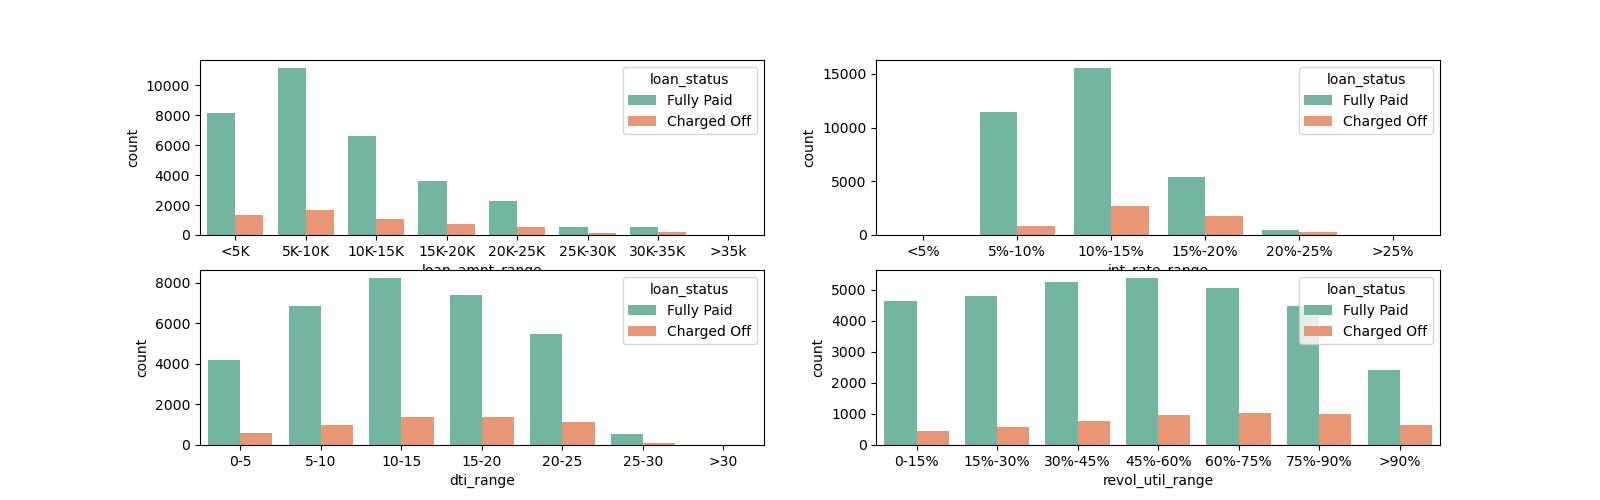 10000
8000
6000
4000
2000
0
count
loan_status
Fully Paid
Charged Off
<5K 5K-10K 10K-15K 15K-20K 20K-25K 25K-30K 30K-35K >35k
loan_amnt_range
15000
10000
5000
0
count
loan_status
Fully Paid
Charged Off
<5% 5%-10% 10%-15% 15%-20% 20%-25% >25%
int_rate_range
8000
6000
4000
2000
0
count
loan_status
Fully Paid
Charged Off
0-5 5-10 10-15 15-20 20-25 25-30 >30
dti_range
5000
4000
3000
2000
1000
0
count
loan_status
Fully Paid
Charged Off
0-15% 15%-30% 30%-45% 45%-60% 60%-75% 75%-90% >90%
revol_util_range